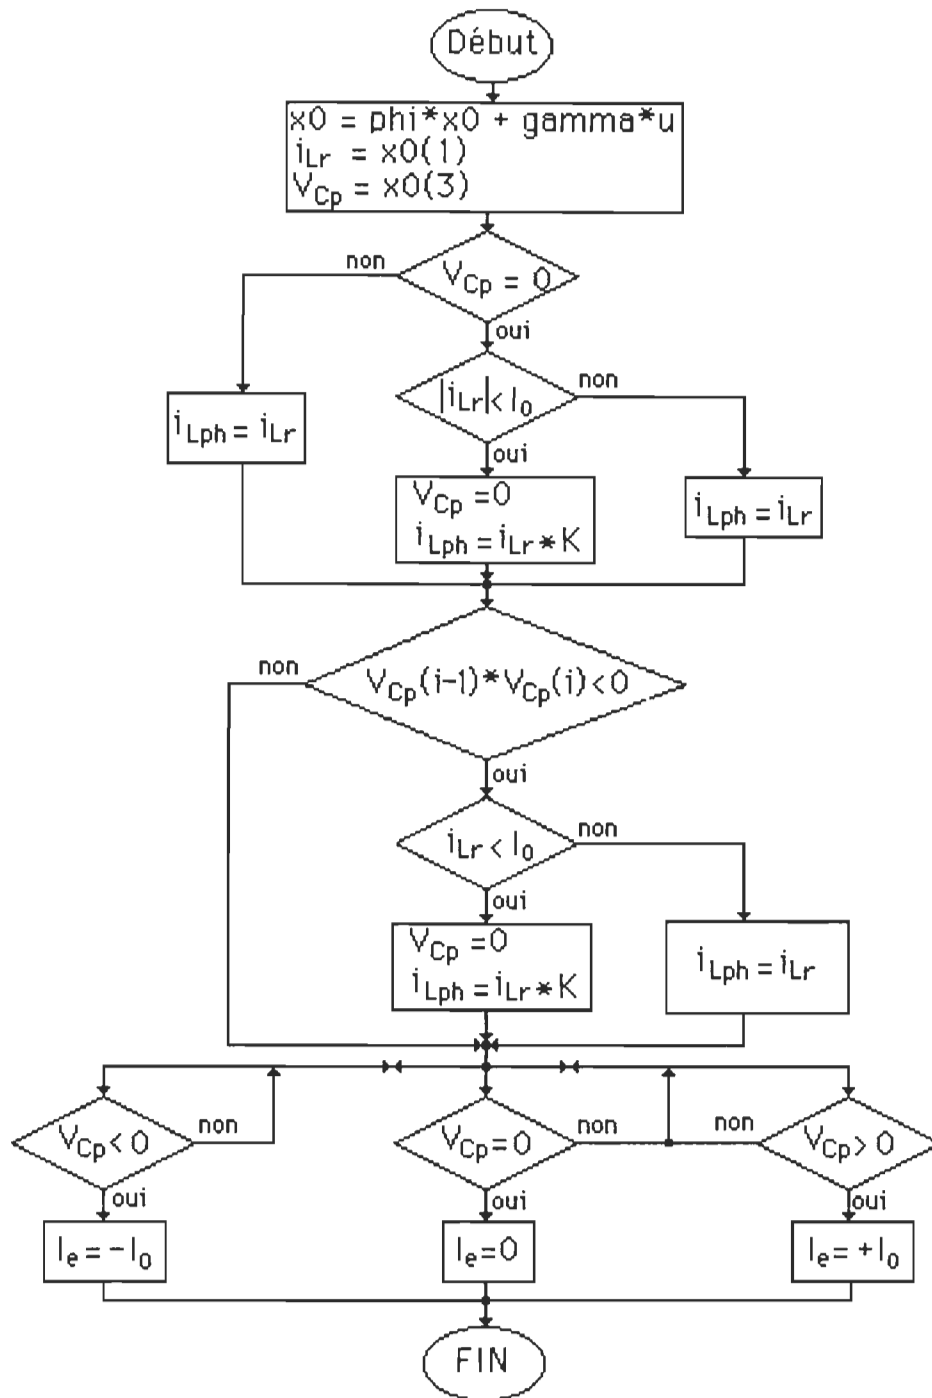 Début
x0 = phi*x0 + gamma*u
iLr = x0(1)
VCp = x0(3)
non
VCp = 0
oui
|iLr| < I0
non
iLph = iLr
oui
VCp = 0
iLph = iLr * K
iLph = iLr
non
VCp(i-1)*VCp(i)<0
oui
iLr < I0
non
oui
VCp = 0
iLph = iLr * K
iLph = iLr
VCp < 0
non
VCp = 0
non
non
VCp > 0
oui
oui
oui
Ie = -I0
Ie = 0
Ie = +I0
FIN